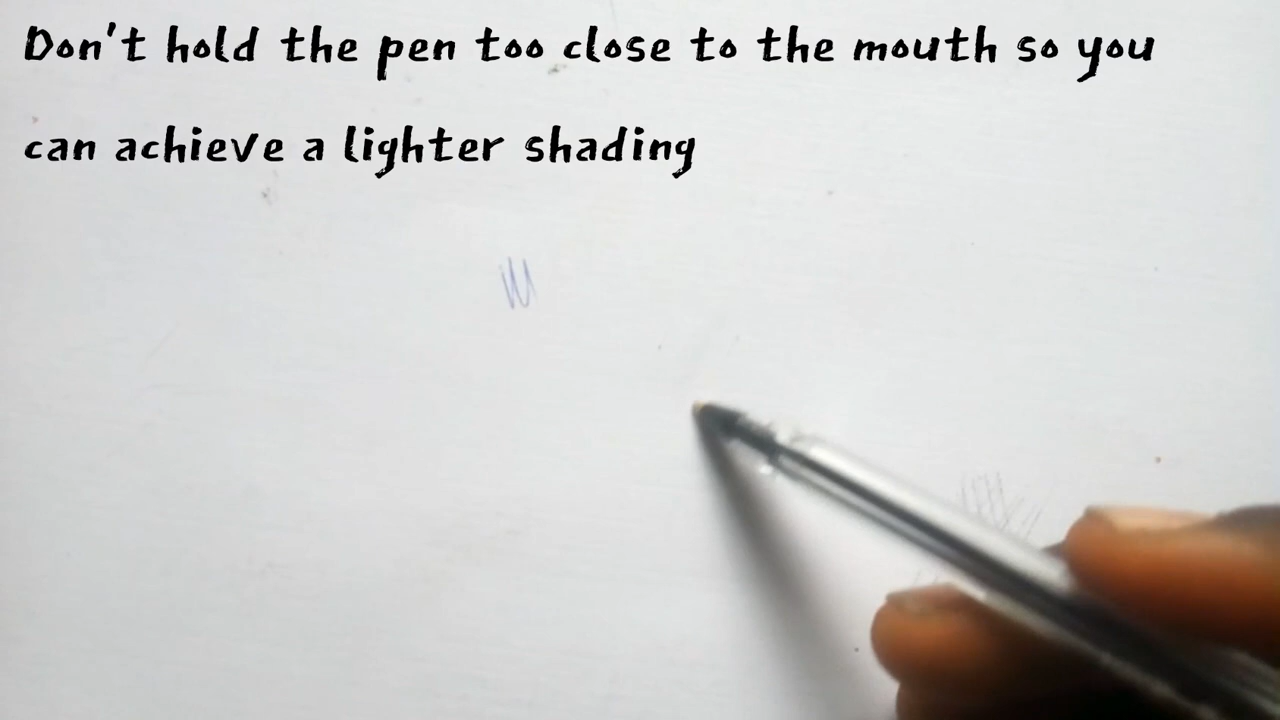 Don't hold the pen too close to the mouth so you
can achieve a lighter shading